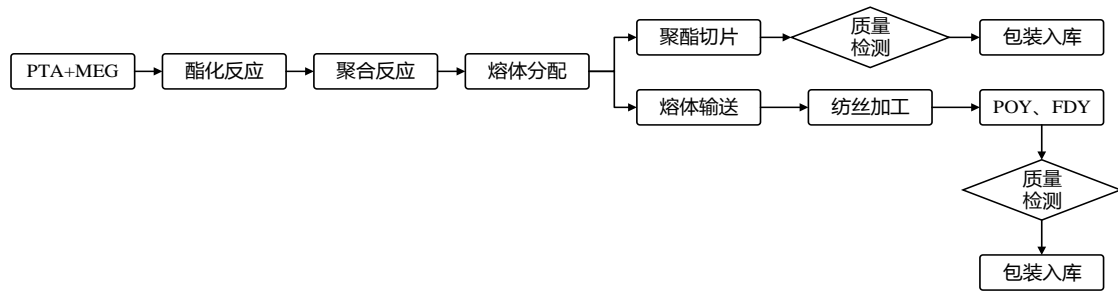 PTA+MEG
酯化反应
聚合反应
熔体分配
聚酯切片
质量
检测
包装入库
熔体输送
纺丝加工
POY、FDY
质量
检测
包装入库